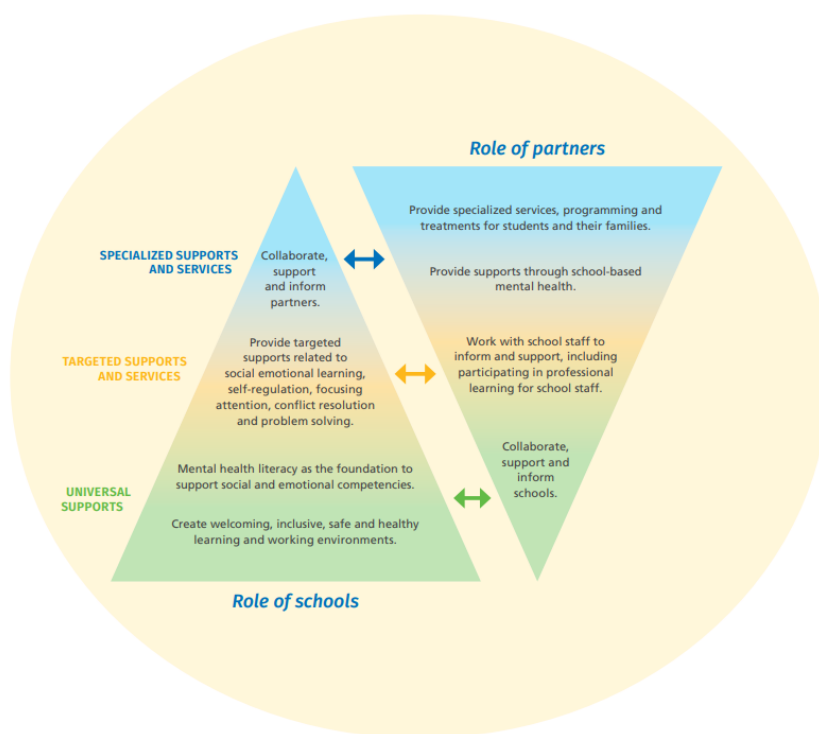 Role of partners
Provide specialized services, programming and
treatments for students and their families.
SPECIALIZED SUPPORTS
AND SERVICES
Collaborate,
support
and inform
partners.
Provide supports through school-based
mental health.
TARGETED SUPPORTS
AND SERVICES
Provide targeted
supports related to
social emotional learning,
self-regulation, focusing
attention, conflict resolution
and problem solving.
Work with school staff to
inform and support, including
participating in professional
learning for school staff.
UNIVERSAL
SUPPORTS
Mental health literacy as the foundation to
support social and emotional competencies.
Create welcoming, inclusive, safe and healthy
learning and working environments.
Collaborate,
support and
inform
schools.
Role of schools